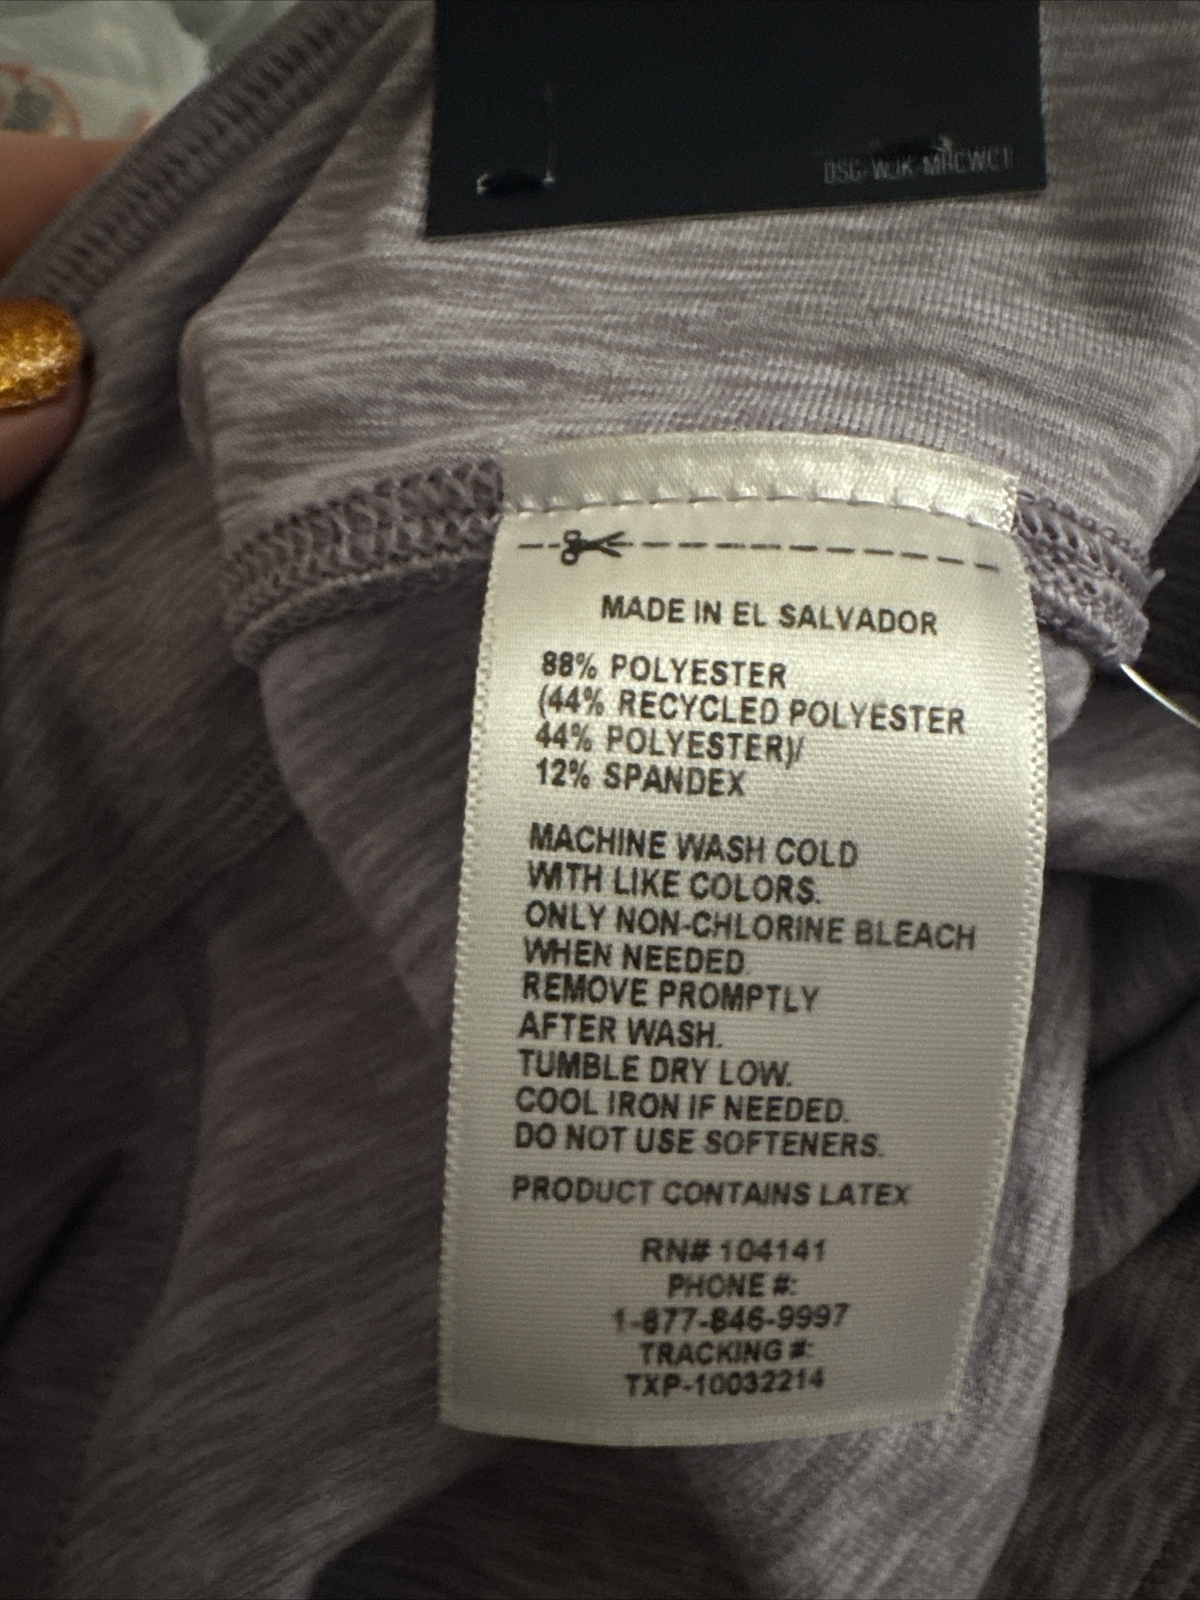 MADE IN EL SALVADOR
88% POLYESTER
(44% RECYCLED POLYESTER
44% POLYESTER)/
12% SPANDEX
MACHINE WASH COLD
WITH LIKE COLORS.
ONLY NON-CHLORINE BLEACH
WHEN NEEDED.
REMOVE PROMPTLY
AFTER WASH.
TUMBLE DRY LOW.
COOL IRON IF NEEDED.
DO NOT USE SOFTENERS.
PRODUCT CONTAINS LATEX
RN# 104141
PHONE #:
1-877-846-9997
TRACKING #:
TXP-10032214